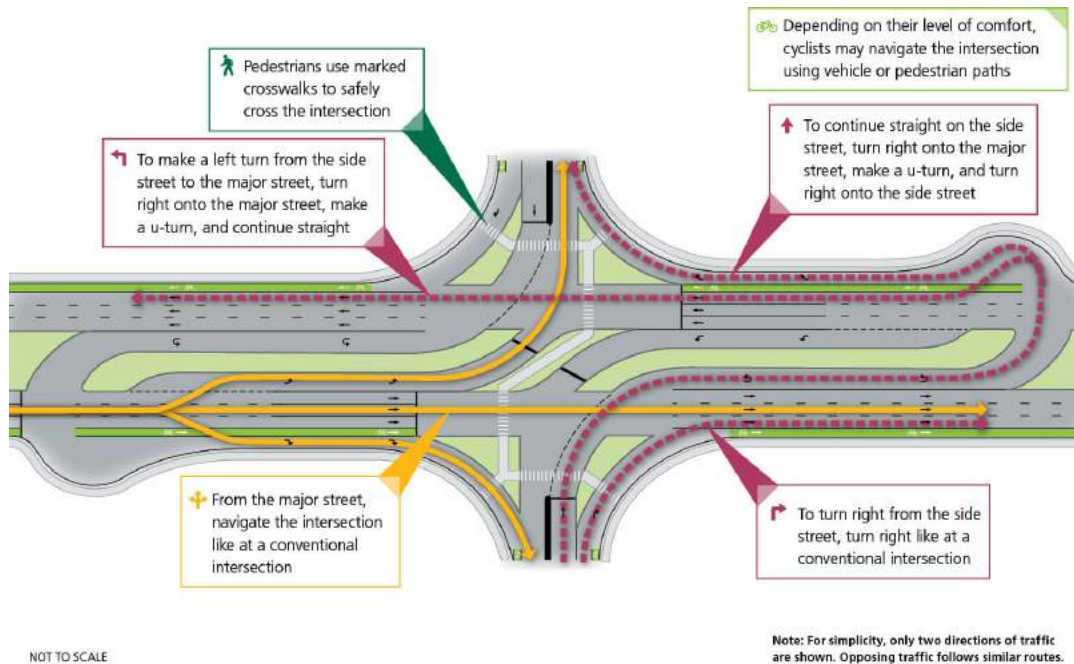 Depending on their level of comfort,
cyclists may navigate the intersection
using vehicle or pedestrian paths
Pedestrians use marked
crosswalks to safely
cross the intersection
To make a left turn from the side
street to the major street, turn
right onto the major street, make
a u-turn, and continue straight
To continue straight on the side
street, turn right onto the major
street, make a u-turn, and turn
right onto the side street
From the major street,
navigate the intersection
like at a conventional
intersection
To turn right from the side
street, turn right like at a
conventional intersection
NOT TO SCALE
Note: For simplicity, only two directions of traffic
are shown. Opposing traffic follows similar routes.